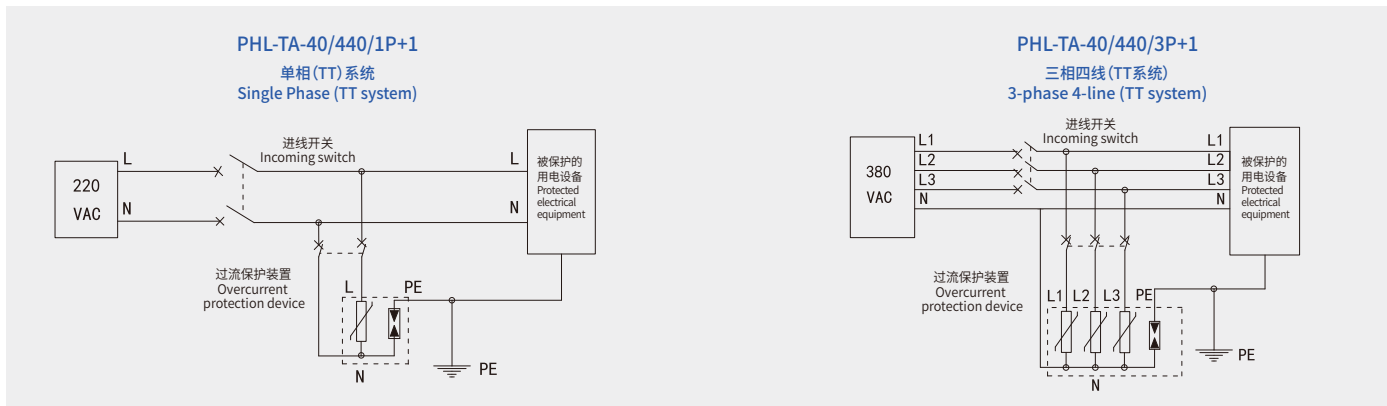 PHL-TA-40/440/1P+1
单相(TT)系统
Single Phase (TT system)
进线开关
Incoming switch
L
L
220
VAC
N
N
被保护的
用电设备
Protected
electrical
equipment
过流保护装置
Overcurrent
protection device
L
PE
N
PE
PHL-TA-40/440/3P+1
三相四线(TT系统)
3-phase 4-line (TT system)
进线开关
Incoming switch
L1
L1
L2
L2
L3
L3
N
N
380
VAC
被保护的
用电设备
Protected
electrical
equipment
过流保护装置
Overcurrent
protection device
L1 L2 L3 PE
N
PE